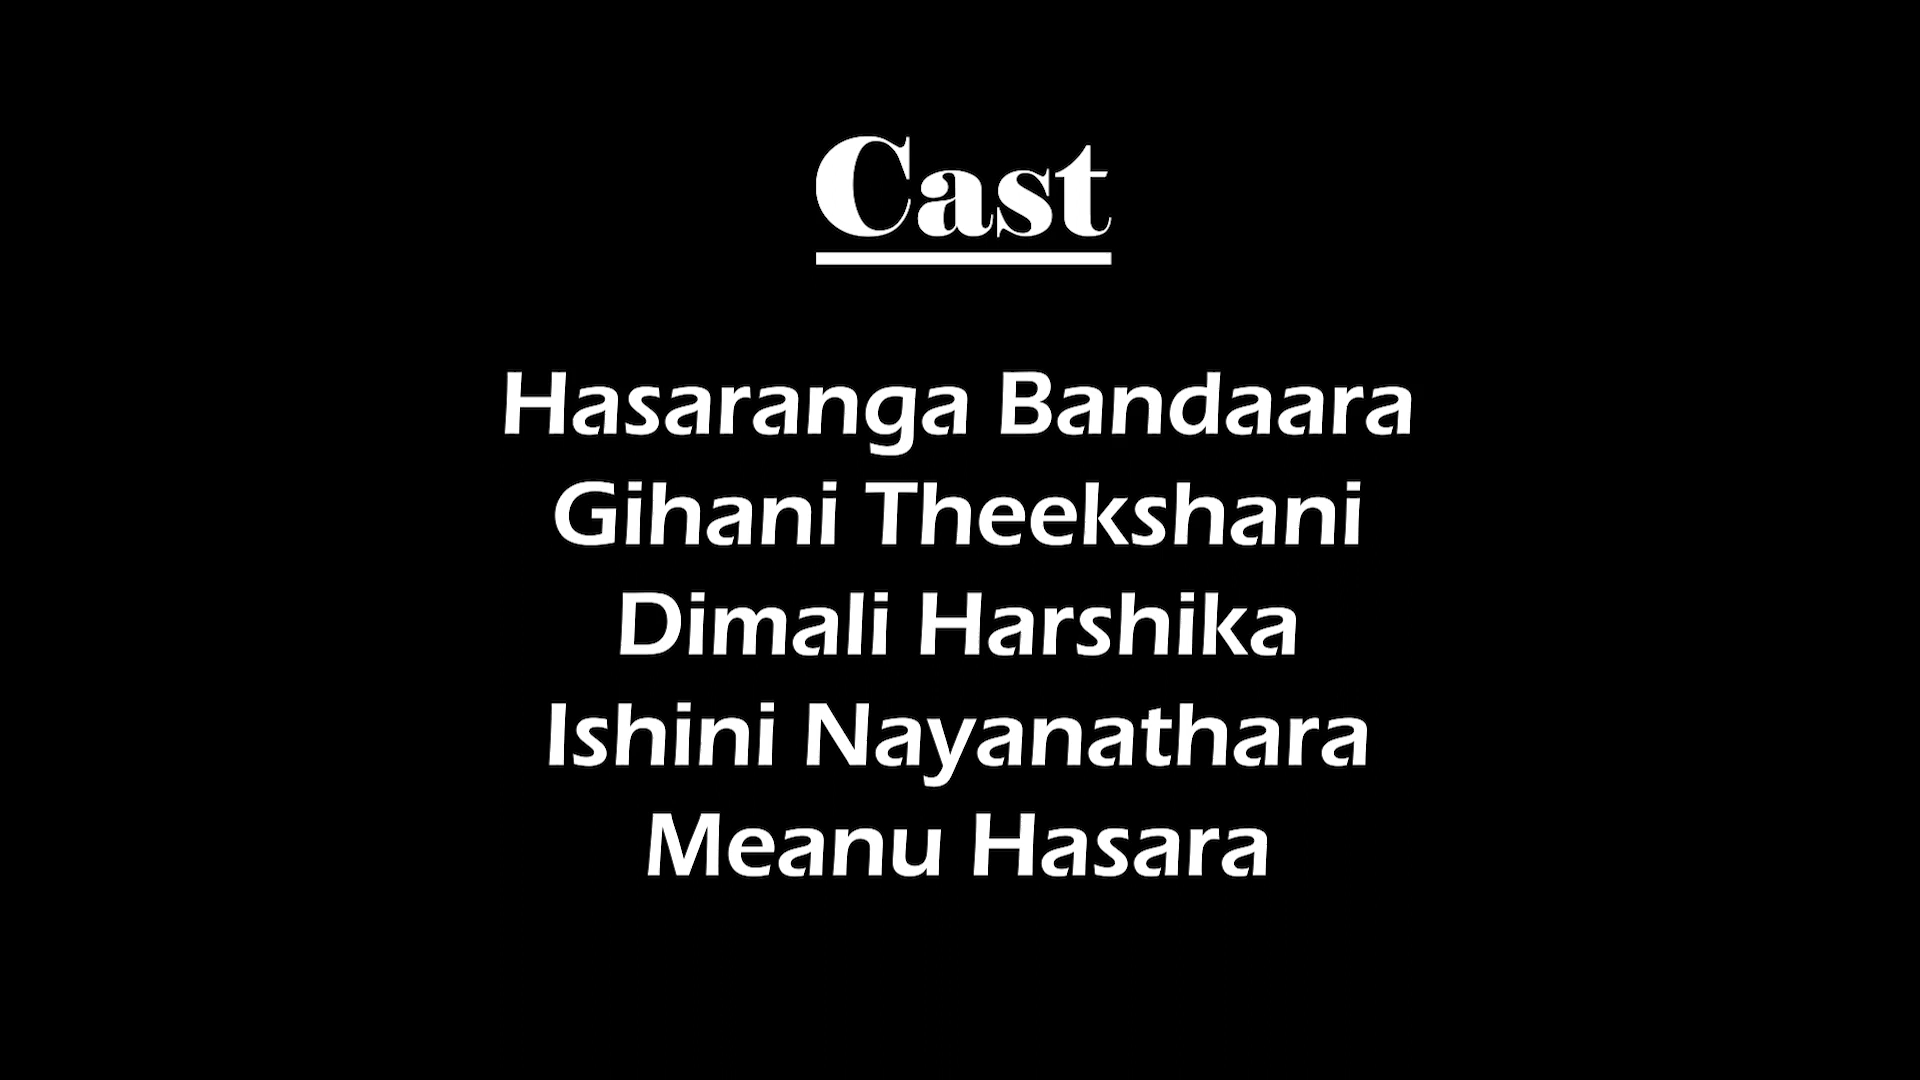 Cast
Hasaranga Bandaara
Gihani Theekshani
Dimali Harshika
Ishini Nayanathara
Meanu Hasara